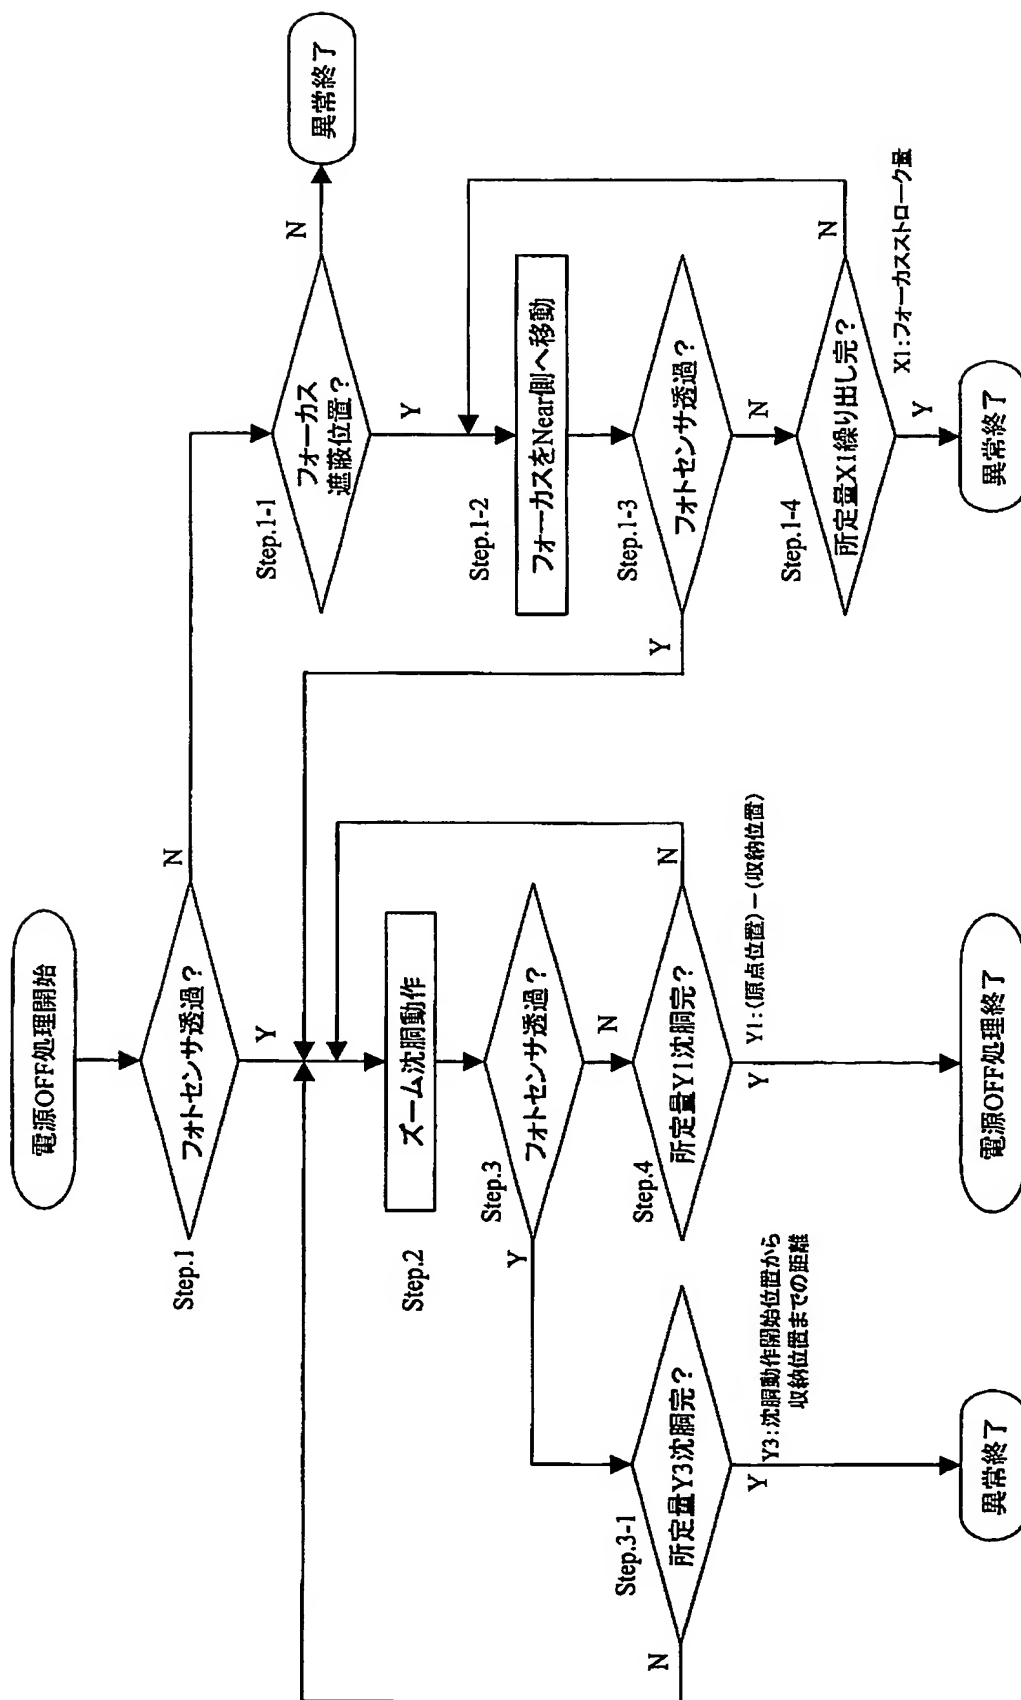 電源OFF処理開始
Step.1
フォトセンサ透過？
N
Y
Step.2
ズーム沈胴動作
Step.3
フォトセンサ透過？
Y
N
Step.4
所定量Y1沈胴完？
N
Y
Y1:(原点位置)－(収納位置)
電源OFF処理終了
Step.3-1
所定量Y3沈胴完？
N
Y
Y3:沈胴動作開始位置から
収納位置までの距離
異常終了
Step.1-1
フォーカス
遮蔽位置？
N
異常終了
Y
Step.1-2
フォーカスをNear側へ移動
Step.1-3
フォトセンサ透過？
Y
N
Step.1-4
所定量X1繰り出し完？
N
Y
X1:フォーカスストローク量
異常終了